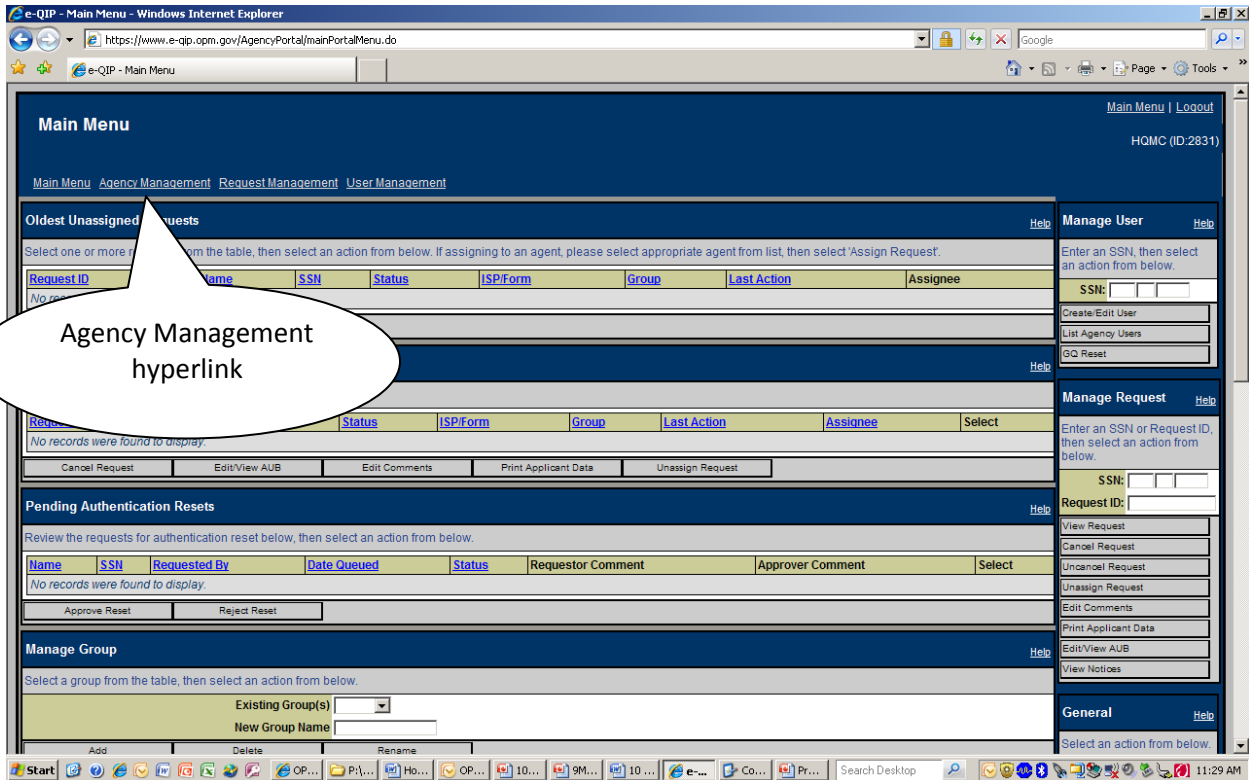 e-QIP - Main Menu - Windows Internet Explorer
https://www.e-qip.opm.gov/AgencyPortal/mainPortalMenu.do
Google
e-QIP - Main Menu
Page
Tools
Main Menu | Logout
Main Menu
HQMC (ID:2831)
Main Menu Agency Management Request Management User Management
Oldest Unassigned
Help
Select one or more
from the table, then select an action from below. If assigning to an agent, please select appropriate agent from list, then select 'Assign Request'.
Request ID
Name SSN Status ISP/Form Group Last Action Assignee
No
Agency Management
hyperlink
Help
Status ISP/Form Group Last Action Assignee Select
No records were found to display.
Cancel Request Edit/View AUB Edit Comments Print Applicant Data Unassign Request
Pending Authentication Resets
Help
Review the requests for authentication reset below, then select an action from below.
Name SSN Requested By Date Queued Status Requestor Comment Approver Comment Select
No records were found to display.
Approve Reset Reject Reset
Manage Group
Help
Select a group from the table, then select an action from below.
Existing Group(s)
New Group Name
Add Delete Rename
Manage User Help
Enter an SSN, then select
an action from below.
SSN:
Create/Edit User
List Agency Users
GQ Reset
Manage Request Help
Enter an SSN or Request ID,
then select an action from
below.
SSN:
Request ID:
View Request
Cancel Request
Uncancel Request
Unassign Request
Edit Comments
Print Applicant Data
Edit/View AUB
View Notices
General Help
Select an action from below.
Start OP... P:\... Ho... OP... 10... 9M... 10 ... e-... Co... Pr... Search Desktop 11:29 AM